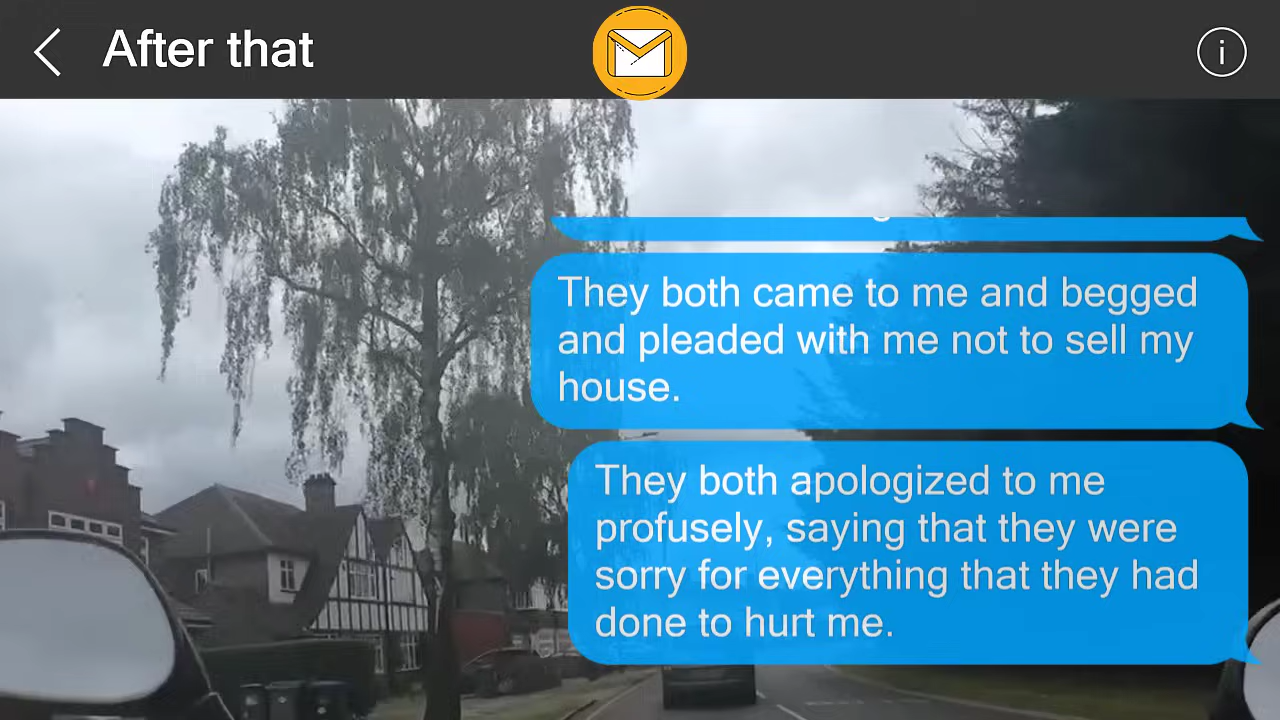 After that
i
They both came to me and begged
and pleaded with me not to sell my
house.
They both apologized to me
profusely, saying that they were
sorry for everything that they had
done to hurt me.